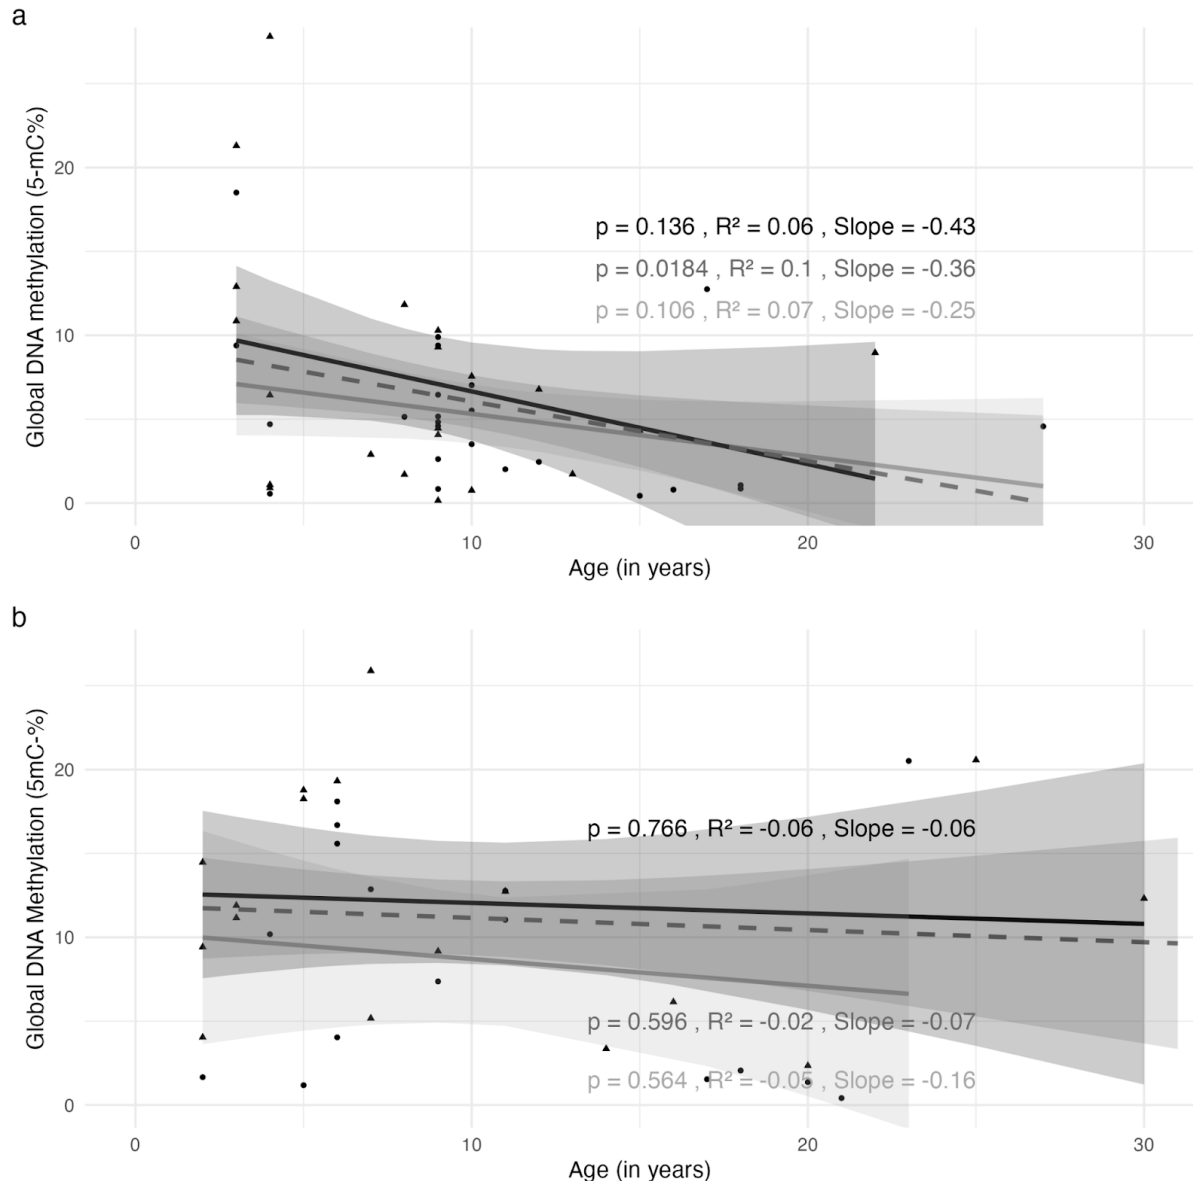 a
Global DNA methylation (5-mC%)
20
10
0
p = 0.136 , R² = 0.06 , Slope = -0.43
p = 0.0184 , R² = 0.1 , Slope = -0.36
p = 0.106 , R² = 0.07 , Slope = -0.25
0 10 20 30
Age (in years)
b
Global DNA Methylation (5mC-%)
20
10
0
p = 0.766 , R² = -0.06 , Slope = -0.06
p = 0.596 , R² = -0.02 , Slope = -0.07
p = 0.564 , R² = -0.05 , Slope = -0.16
0 10 20 30
Age (in years)